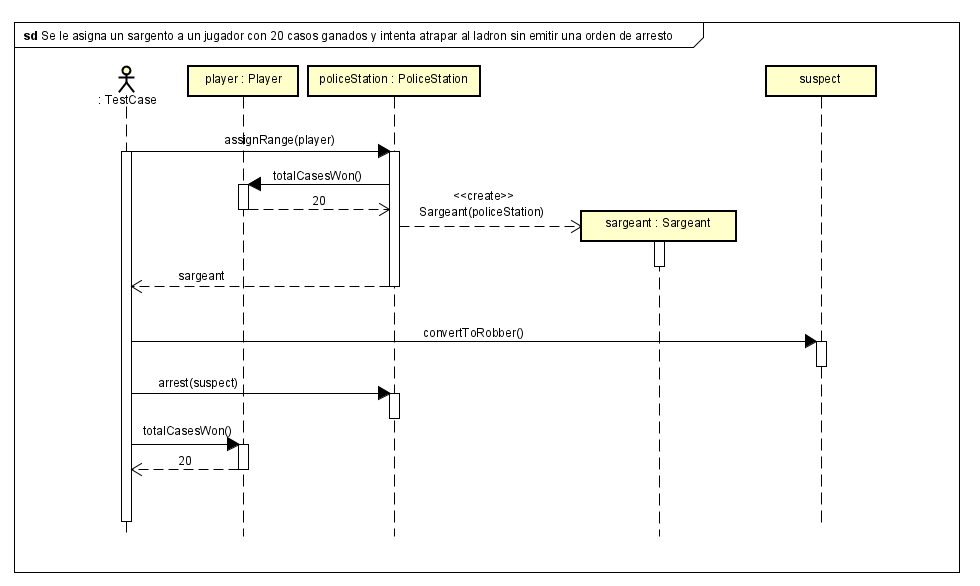 sd Se le asigna un sargento a un jugador con 20 casos ganados y intenta atrapar al ladron sin emitir una orden de arresto
: TestCase
player : Player
policeStation : PoliceStation
suspect
assignRange(player)
totalCasesWon()
20
<<create>>
Sargeant(policeStation)
sargeant : Sargeant
sargeant
convertToRobber()
arrest(suspect)
totalCasesWon()
20